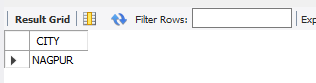 Result Grid Filter Rows: Exp
CITY
NAGPUR